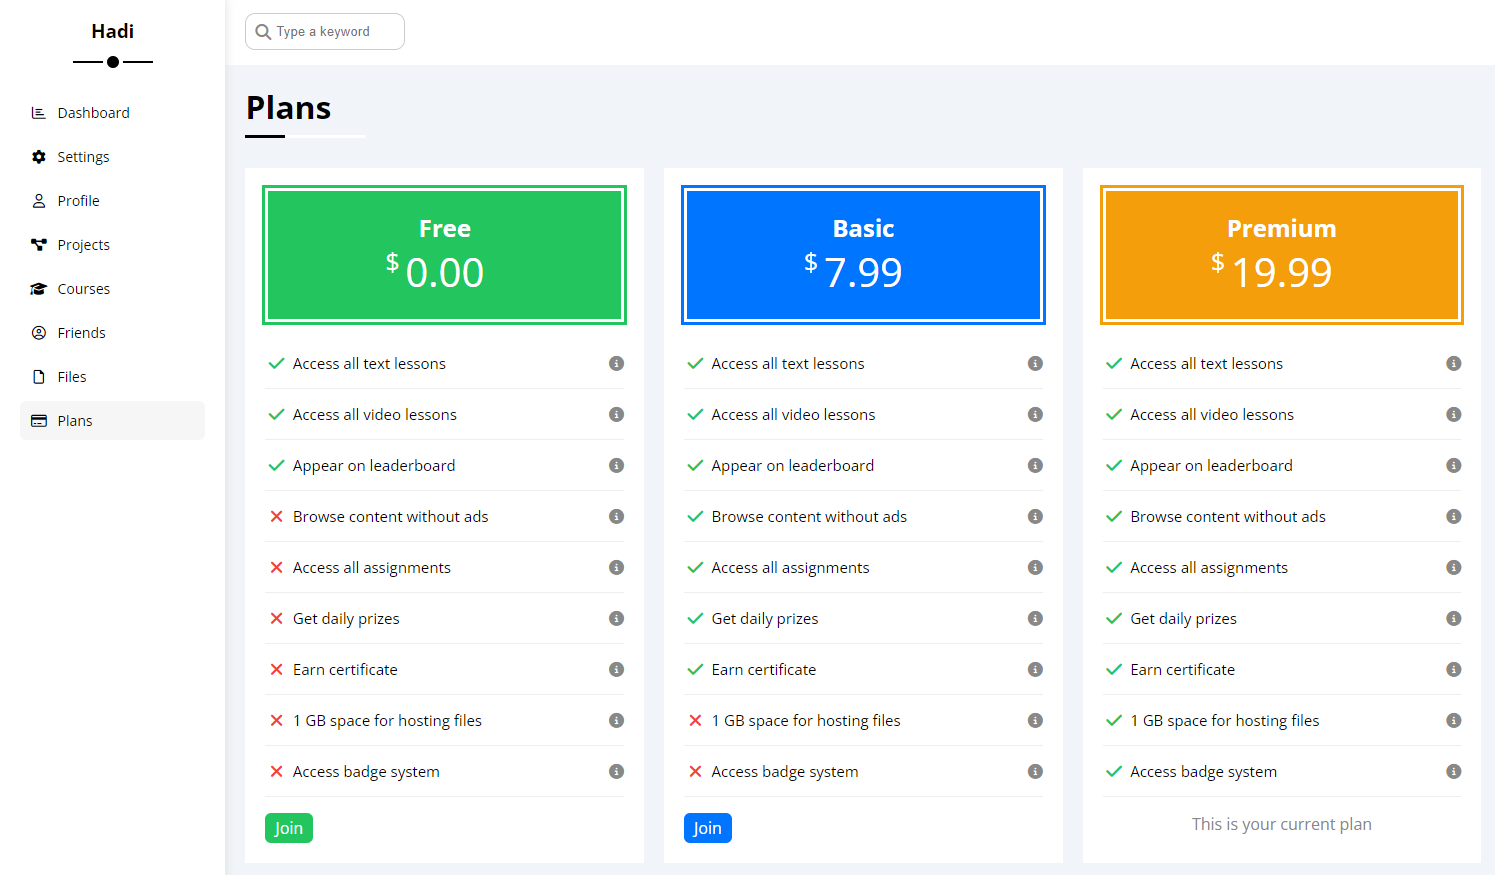 Hadi
Dashboard
Settings
Profile
Projects
Courses
Friends
Files
Plans
Type a keyword
Plans
Free
$ 0.00
Access all text lessons
Access all video lessons
Appear on leaderboard
Browse content without ads
Access all assignments
Get daily prizes
Earn certificate
1 GB space for hosting files
Access badge system
Join
Basic
$ 7.99
Access all text lessons
Access all video lessons
Appear on leaderboard
Browse content without ads
Access all assignments
Get daily prizes
Earn certificate
1 GB space for hosting files
Access badge system
Join
Premium
$ 19.99
Access all text lessons
Access all video lessons
Appear on leaderboard
Browse content without ads
Access all assignments
Get daily prizes
Earn certificate
1 GB space for hosting files
Access badge system
This is your current plan